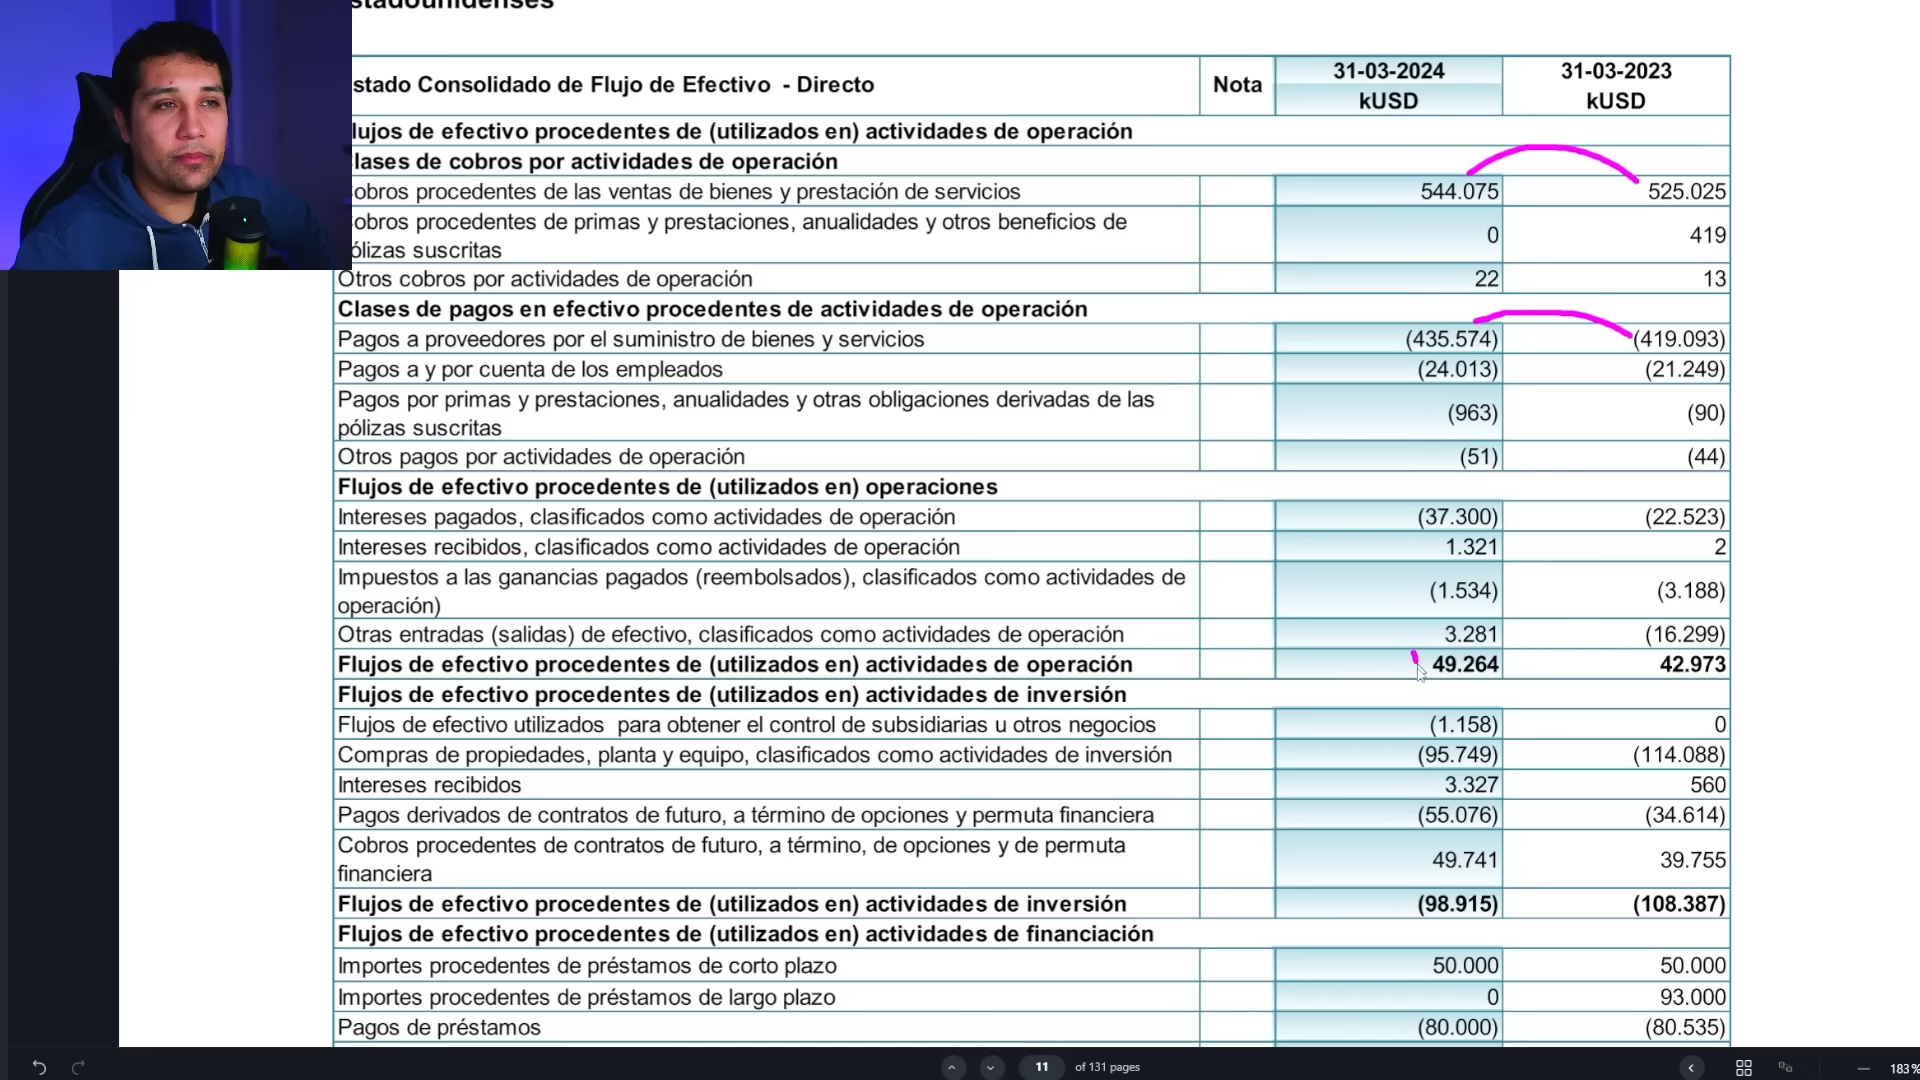 stadounidenses
stado Consolidado de Flujo de Efectivo - Directo Nota 31-03-2024 31-03-2023
kUSD kUSD
lujos de efectivo procedentes de (utilizados en) actividades de operación
lases de cobros por actividades de operación
obros procedentes de las ventas de bienes y prestación de servicios 544.075 525.025
obros procedentes de primas y prestaciones, anualidades y otros beneficios de
ólizas suscritas 0 419
Otros cobros por actividades de operación 22 13
Clases de pagos en efectivo procedentes de actividades de operación
Pagos a proveedores por el suministro de bienes y servicios (435.574) (419.093)
Pagos a y por cuenta de los empleados (24.013) (21.249)
Pagos por primas y prestaciones, anualidades y otras obligaciones derivadas de las
pólizas suscritas (963) (90)
Otros pagos por actividades de operación (51) (44)
Flujos de efectivo procedentes de (utilizados en) operaciones
Intereses pagados, clasificados como actividades de operación (37.300) (22.523)
Intereses recibidos, clasificados como actividades de operación 1.321 2
Impuestos a las ganancias pagados (reembolsados), clasificados como actividades de
operación) (1.534) (3.188)
Otras entradas (salidas) de efectivo, clasificados como actividades de operación 3.281 (16.299)
Flujos de efectivo procedentes de (utilizados en) actividades de operación 49.264 42.973
Flujos de efectivo procedentes de (utilizados en) actividades de inversión
Flujos de efectivo utilizados para obtener el control de subsidiarias u otros negocios (1.158) 0
Compras de propiedades, planta y equipo, clasificados como actividades de inversión (95.749) (114.088)
Intereses recibidos 3.327 560
Pagos derivados de contratos de futuro, a término de opciones y permuta financiera (55.076) (34.614)
Cobros procedentes de contratos de futuro, a término, de opciones y de permuta
financiera 49.741 39.755
Flujos de efectivo procedentes de (utilizados en) actividades de inversión (98.915) (108.387)
Flujos de efectivo procedentes de (utilizados en) actividades de financiación
Importes procedentes de préstamos de corto plazo 50.000 50.000
Importes procedentes de préstamos de largo plazo 0 93.000
Pagos de préstamos (80.000) (80.535)
11 of 131 pages 183%